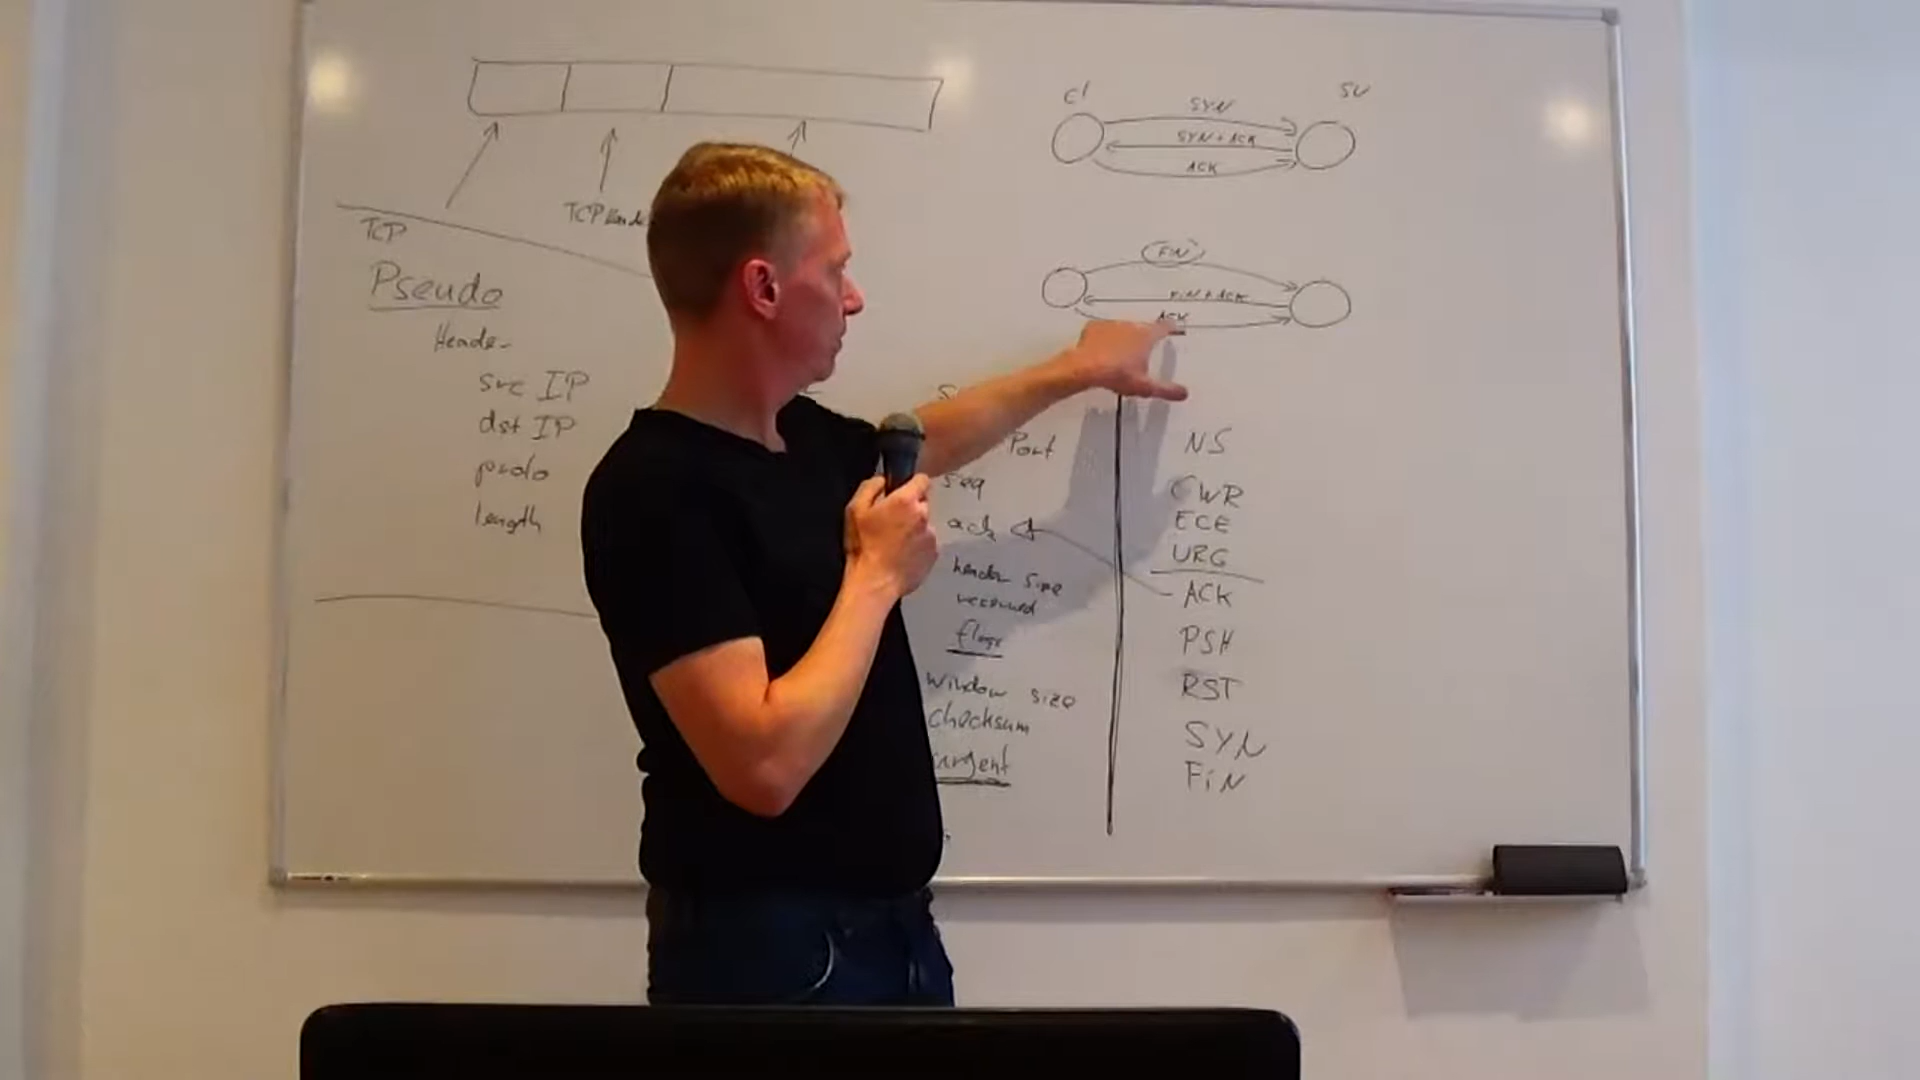 cl
SV
SYN
SYN+ACK
ACK
FIN
FIN+ACK
ACK
TCP
TCP
Pseudo
Header
src IP
dst IP
proto
length
Port
seq
ack
header size
reserved
flags
window size
checksum
urgent
NS
CWR
ECE
URG
ACK
PSH
RST
SYN
FiN